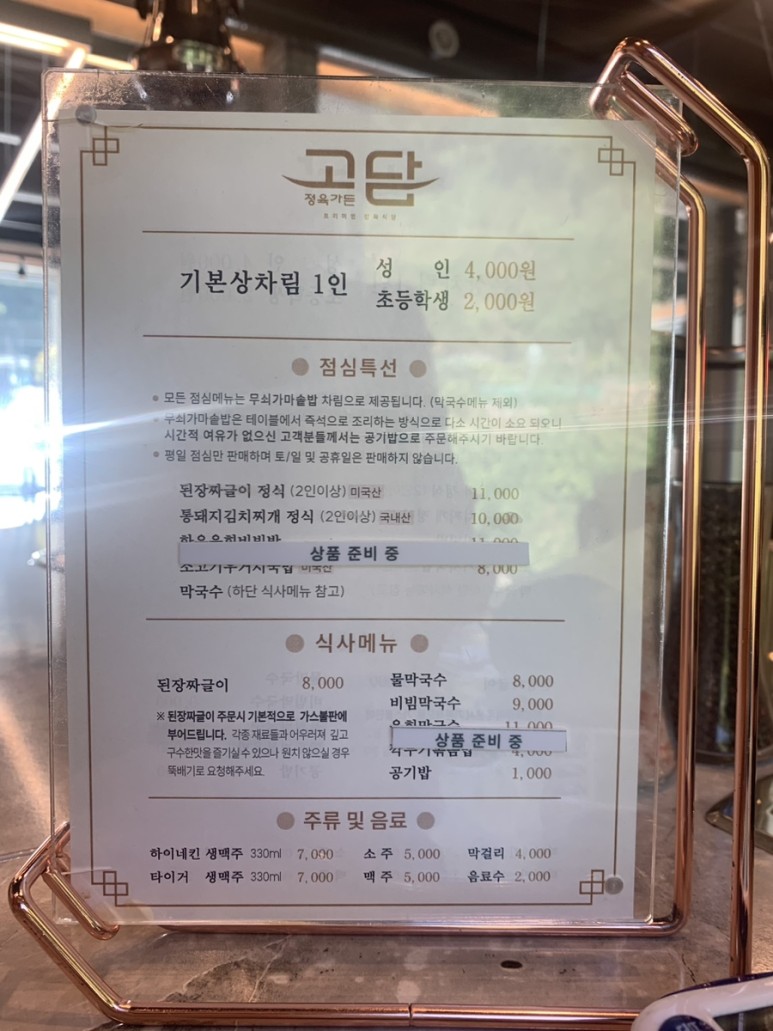 고담
정육가든
기본상차림 1인
성 인 4,000원
초등학생 2,000원
점심특선
• 모든 점심메뉴는 무쇠가마솥밥 차림으로 제공됩니다. (막국수메뉴 제외)
• 무쇠가마솥밥은 테이블에서 즉석으로 조리하는 방식으로 다소 시간이 소요 되오니
시간적 여유가 없으신 고객분들께서는 공기밥으로 주문해주시기 바랍니다.
• 평일 점심만 판매하며 토/일 및 공휴일은 판매하지 않습니다.
된장짜글이 정식 (2인이상) 미국산 11,000
통돼지김치찌개 정식 (2인이상) 국내산 10,000
상품 준비 중
8,000
막국수 (하단 식사메뉴 참고)
식사메뉴
된장짜글이 8,000
※ 된장짜글이 주문시 기본적으로 가스불판에
부어드립니다. 각종 재료들과 어우러져 깊고
구수한맛을 즐기실 수 있으나 원치 않으실 경우
뚝배기로 요청해주세요.
물막국수 8,000
비빔막국수 9,000
상품 준비 중
공기밥 1,000
주류 및 음료
하이네킨 생맥주 330ml 7,000 소 주 5,000 막걸리 4,000
타이거 생맥주 330ml 7,000 맥 주 5,000 음료수 2,000